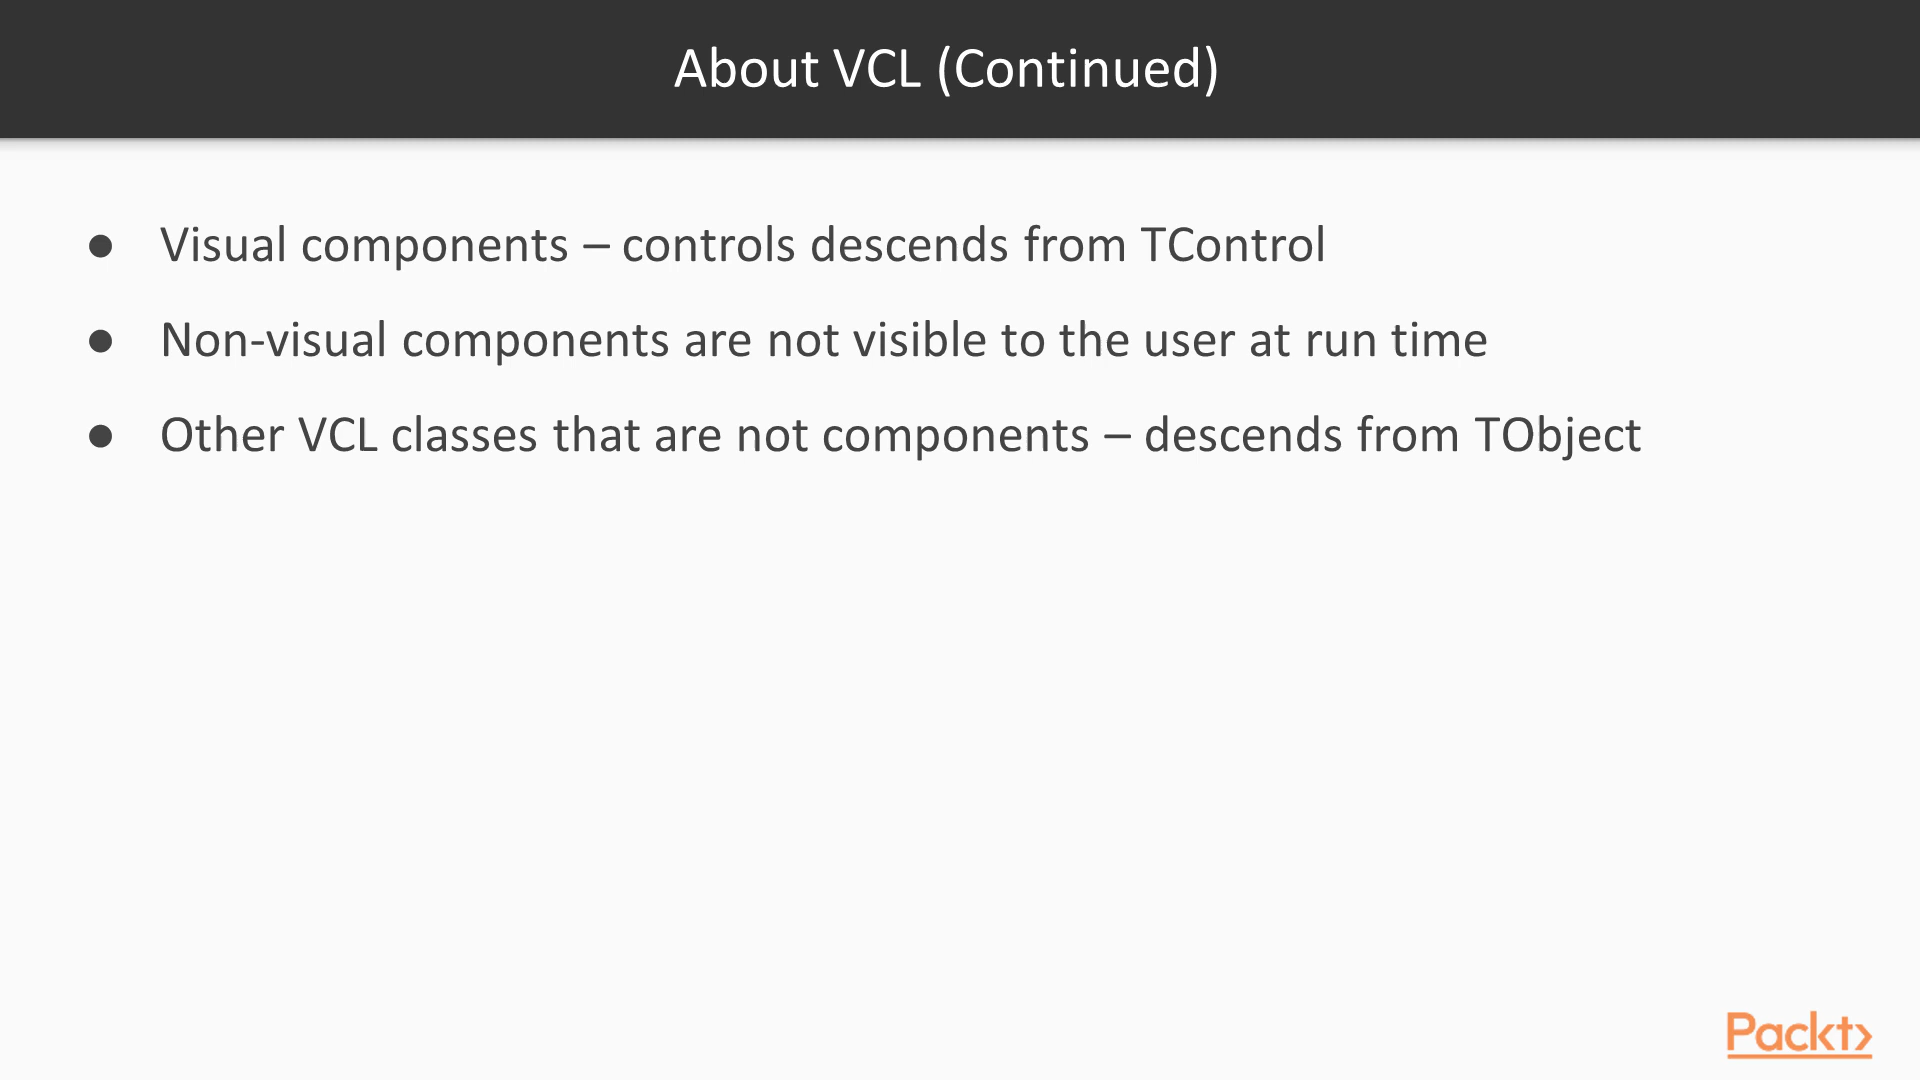 About VCL (Continued)
● Visual components – controls descends from TControl
● Non-visual components are not visible to the user at run time
● Other VCL classes that are not components – descends from TObject
Packt>